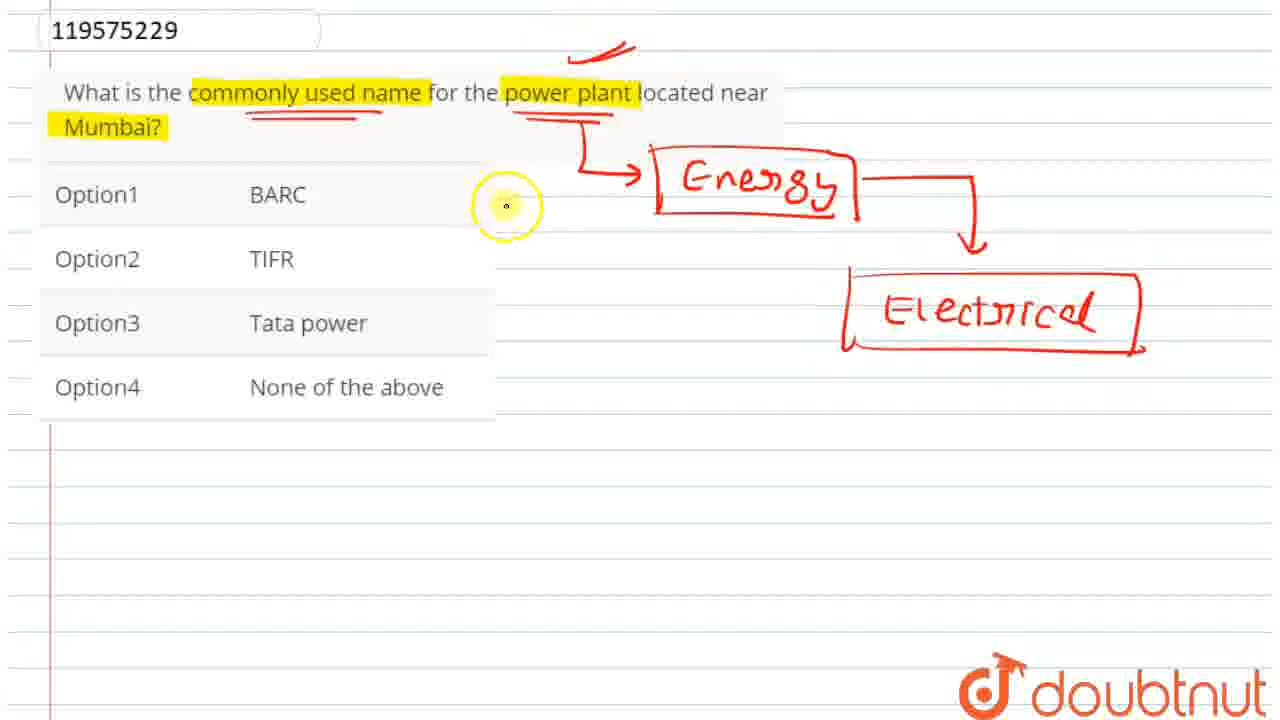 119575229
What is the commonly used name for the power plant located near
Mumbai?
Energy
Option1 BARC
Option2 TIFR
Electrical
Option3 Tata power
Option4 None of the above
doubtnut